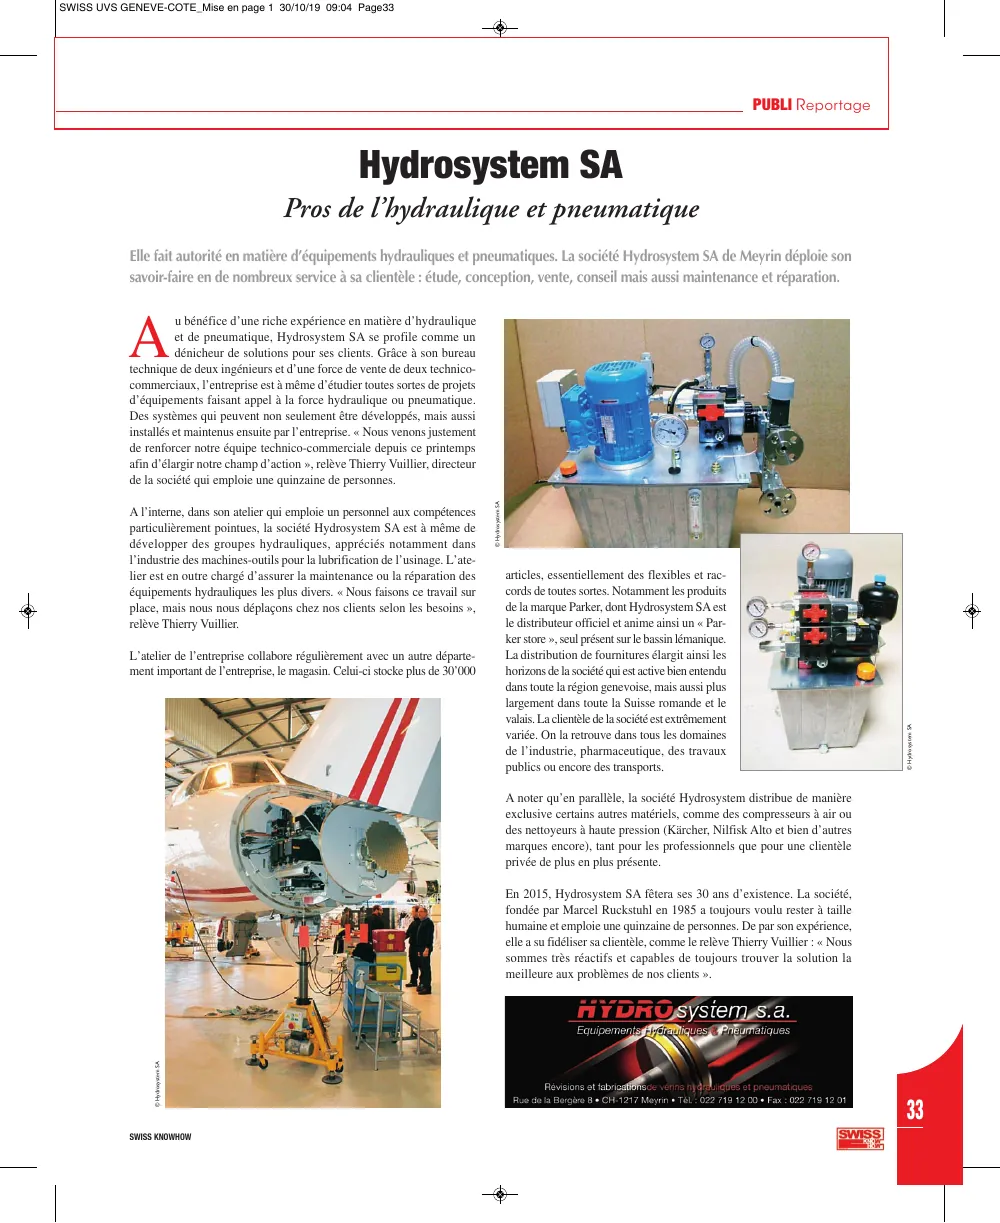 SWISS UVS GENEVE-COTE_Mise en page 1 30/10/19 09:04 Page33
PUBLI Reportage
Hydrosystem SA
Pros de l’hydraulique et pneumatique
Elle fait autorité en matière d’équipements hydrauliques et pneumatiques. La société Hydrosystem SA de Meyrin déploie son
savoir-faire en de nombreux service à sa clientèle : étude, conception, vente, conseil mais aussi maintenance et réparation.
Au bénéfice d’une riche expérience en matière d’hydraulique
et de pneumatique, Hydrosystem SA se profile comme un
dénicheur de solutions pour ses clients. Grâce à son bureau
technique de deux ingénieurs et d’une force de vente de deux technico-
commerciaux, l’entreprise est à même d’étudier toutes sortes de projets
d’équipements faisant appel à la force hydraulique ou pneumatique.
Des systèmes qui peuvent non seulement être développés, mais aussi
installés et maintenus ensuite par l’entreprise. « Nous venons justement
de renforcer notre équipe technico-commerciale depuis ce printemps
afin d’élargir notre champ d’action », relève Thierry Vuillier, directeur
de la société qui emploie une quinzaine de personnes.
A l’interne, dans son atelier qui emploie un personnel aux compétences
particulièrement pointues, la société Hydrosystem SA est à même de
développer des groupes hydrauliques, appréciés notamment dans
l’industrie des machines-outils pour la lubrification de l’usinage. L’ate-
lier est en outre chargé d’assurer la maintenance ou la réparation des
équipements hydrauliques les plus divers. « Nous faisons ce travail sur
place, mais nous nous déplaçons chez nos clients selon les besoins »,
relève Thierry Vuillier.
L’atelier de l’entreprise collabore régulièrement avec un autre départe-
ment important de l’entreprise, le magasin. Celui-ci stocke plus de 30’000
© Hydrosystem SA
© Hydrosystem SA
articles, essentiellement des flexibles et rac-
cords de toutes sortes. Notamment les produits
de la marque Parker, dont Hydrosystem SA est
le distributeur officiel et anime ainsi un « Par-
ker store », seul présent sur le bassin lémanique.
La distribution de fournitures élargit ainsi les
horizons de la société qui est active bien entendu
dans toute la région genevoise, mais aussi plus
largement dans toute la Suisse romande et le
valais. La clientèle de la société est extrêmement
variée. On la retrouve dans tous les domaines
de l’industrie, pharmaceutique, des travaux
publics ou encore des transports.
© Hydrosystem SA
A noter qu’en parallèle, la société Hydrosystem distribue de manière
exclusive certains autres matériels, comme des compresseurs à air ou
des nettoyeurs à haute pression (Kärcher, Nilfisk Alto et bien d’autres
marques encore), tant pour les professionnels que pour une clientèle
privée de plus en plus présente.
En 2015, Hydrosystem SA fêtera ses 30 ans d’existence. La société,
fondée par Marcel Ruckstuhl en 1985 a toujours voulu rester à taille
humaine et emploie une quinzaine de personnes. De par son expérience,
elle a su fidéliser sa clientèle, comme le relève Thierry Vuillier : « Nous
sommes très réactifs et capables de toujours trouver la solution la
meilleure aux problèmes de nos clients ».
HYDROsystem s.a.
Equipements Hydrauliques & Pneumatiques
Révisions et fabrications de vérins hydrauliques et pneumatiques
Rue de la Bergère 8 • CH-1217 Meyrin • Tél. : 022 719 12 00 • Fax : 022 719 12 01
33
SWISS KNOWHOW
SWISS